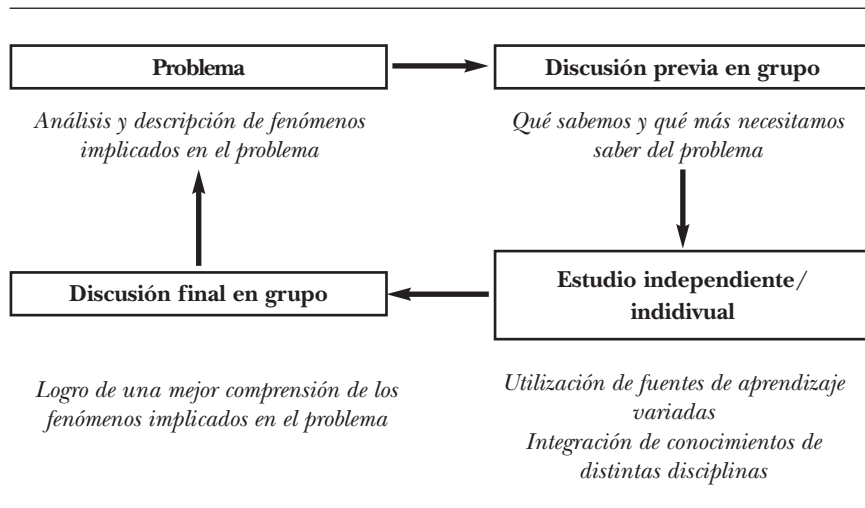 Problema
Análisis y descripción de fenómenos
implicados en el problema
Discusión previa en grupo
Qué sabemos y qué más necesitamos
saber del problema
Discusión final en grupo
Logro de una mejor comprensión de los
fenómenos implicados en el problema
Estudio independiente/
indidivual
Utilización de fuentes de aprendizaje
variadas
Integración de conocimientos de
distintas disciplinas